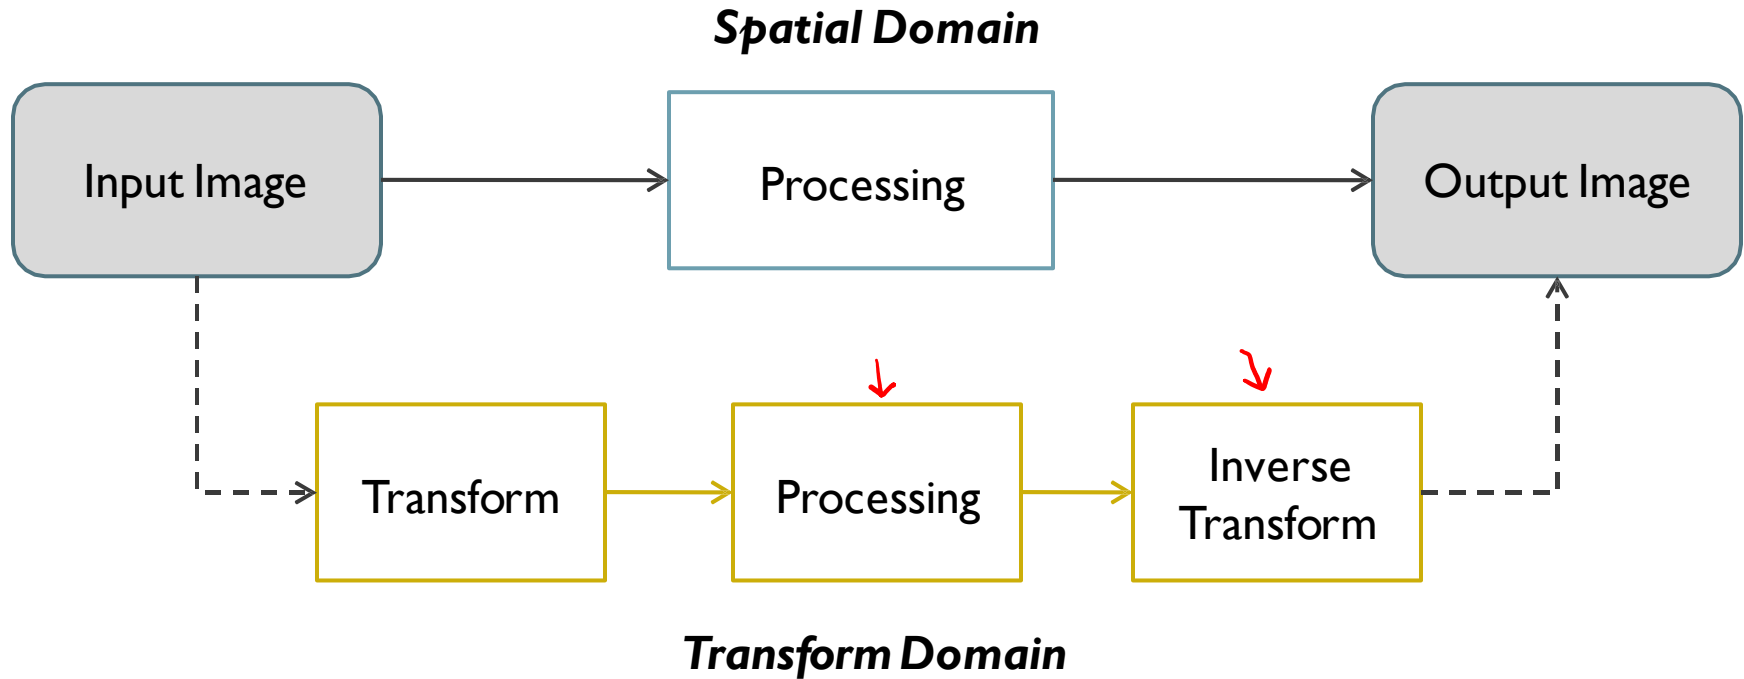 Spatial Domain
Input Image
Processing
Output Image
Transform
Processing
Inverse
Transform
Transform Domain